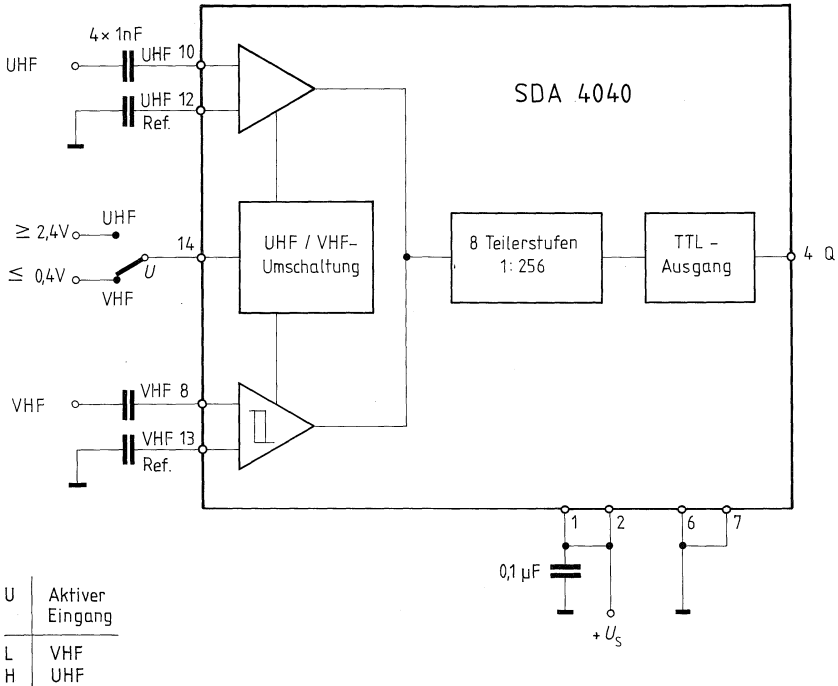 4× 1nF
UHF
UHF 10
UHF 12
Ref.
SDA 4040
UHF
≥ 2,4V
14
U
≤ 0,4V
VHF
UHF / VHF-
Umschaltung
8 Teilerstufen
1: 256
TTL -
Ausgang
4 Q
VHF
VHF 8
VHF 13
Ref.
1
2
6
7
0,1 µF
+ U_S
U Aktiver
Eingang
L VHF
H UHF